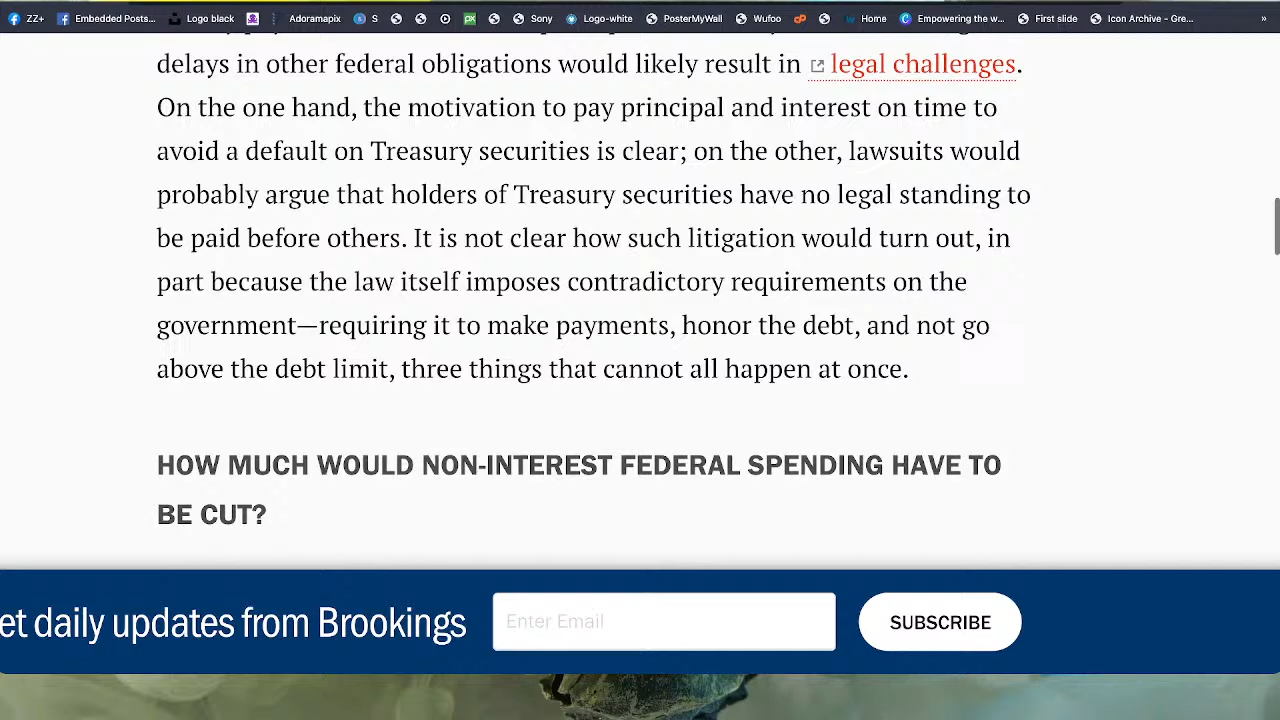 ZZ+ Embedded Posts... Logo black Adoramapix S Sony Logo-white PosterMyWall Wufoo Home Empowering the w... First slide Icon Archive - Gre... »
delays in other federal obligations would likely result in legal challenges.
On the one hand, the motivation to pay principal and interest on time to
avoid a default on Treasury securities is clear; on the other, lawsuits would
probably argue that holders of Treasury securities have no legal standing to
be paid before others. It is not clear how such litigation would turn out, in
part because the law itself imposes contradictory requirements on the
government—requiring it to make payments, honor the debt, and not go
above the debt limit, three things that cannot all happen at once.
HOW MUCH WOULD NON-INTEREST FEDERAL SPENDING HAVE TO
BE CUT?
et daily updates from Brookings Enter Email SUBSCRIBE